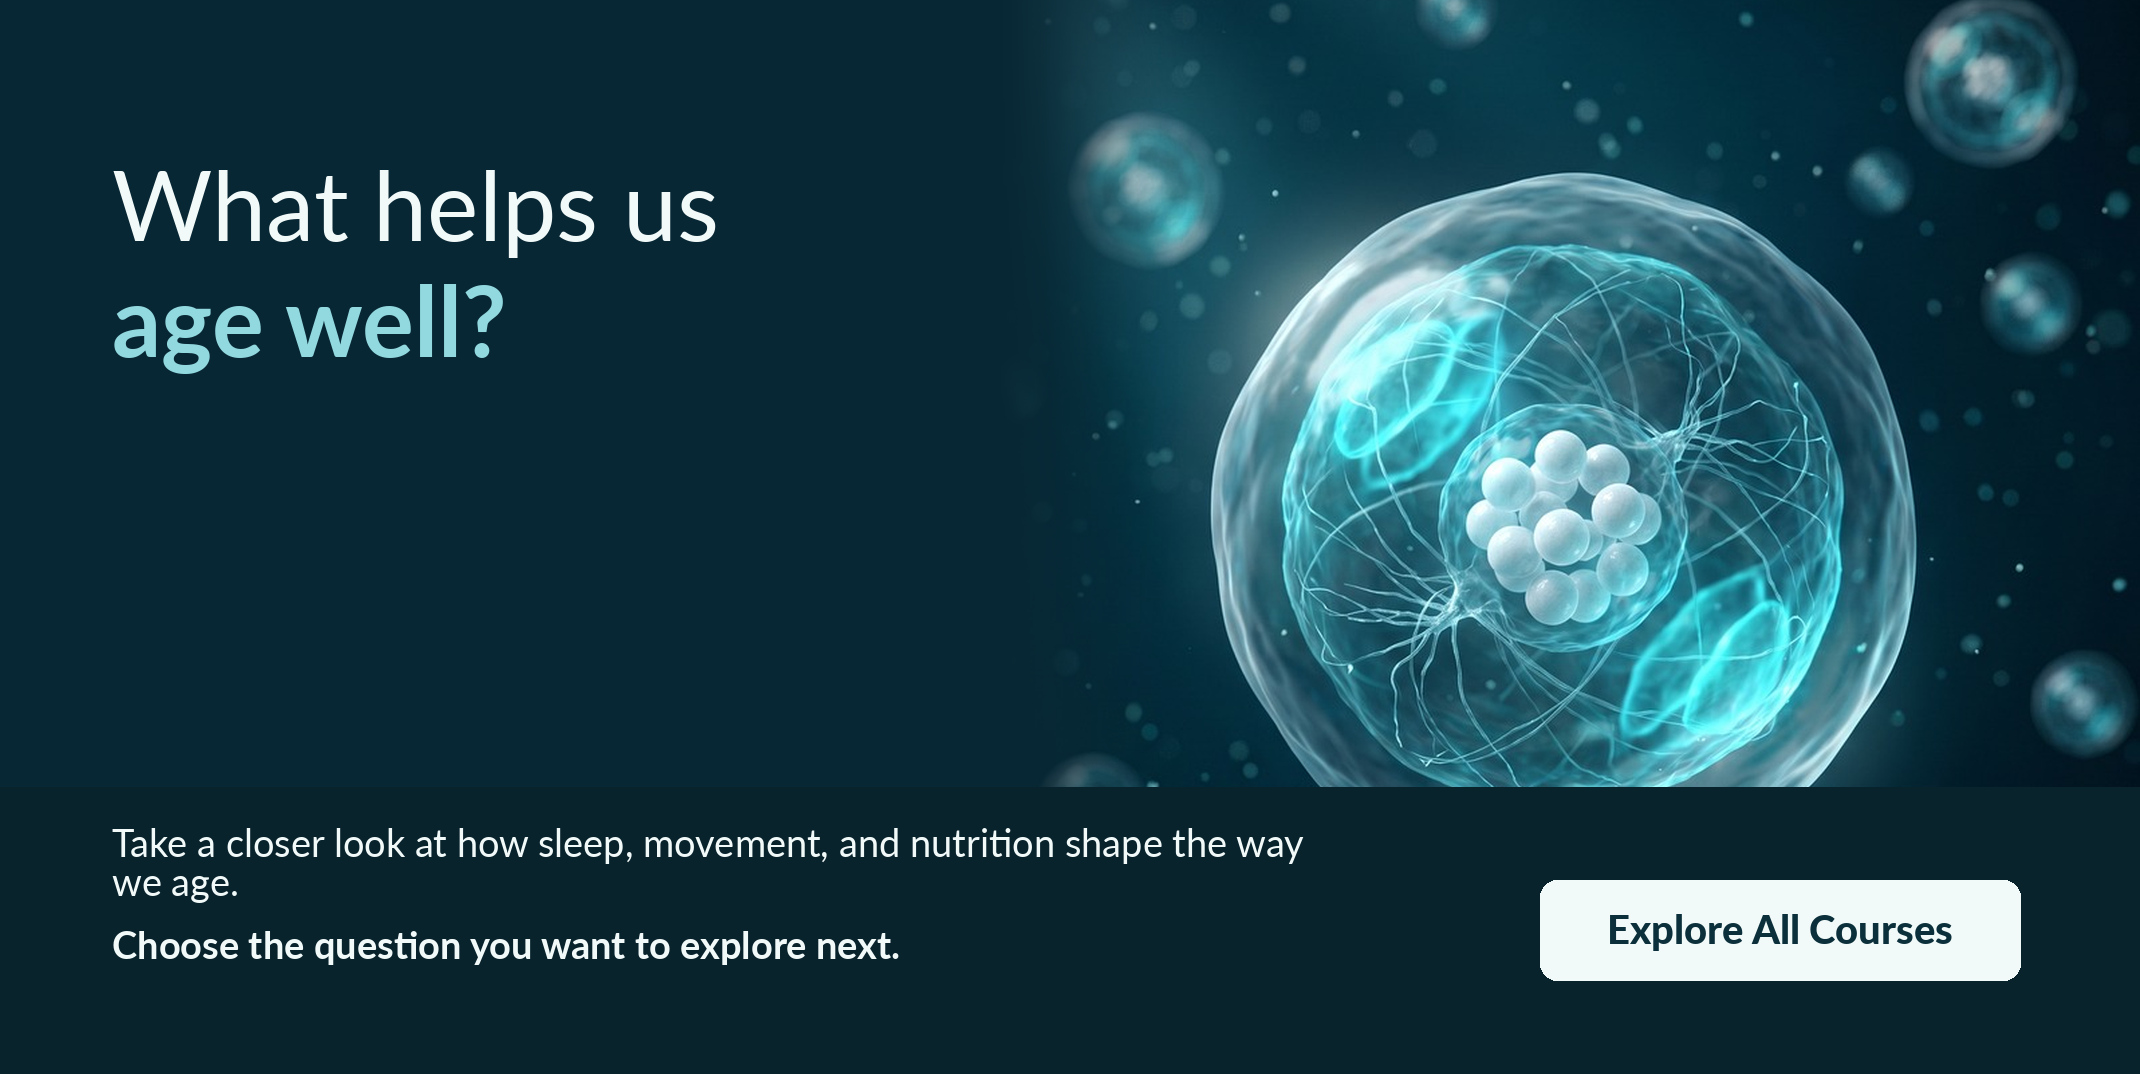 What helps us
age well?
Take a closer look at how sleep, movement, and nutrition shape the way
we age.
Choose the question you want to explore next.
Explore All Courses